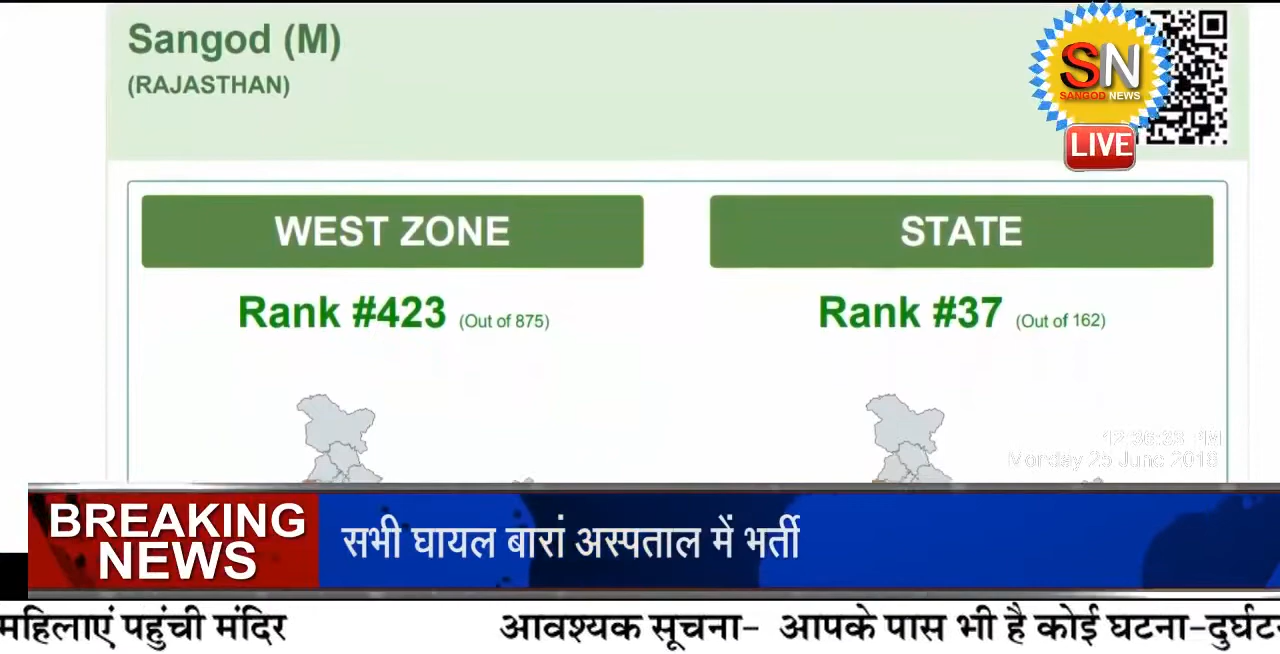 Sangod (M)
(RAJASTHAN)
SN
SANGOD NEWS
LIVE
WEST ZONE
STATE
Rank #423 (Out of 875)
Rank #37 (Out of 162)
Monday 25 June 2018
BREAKING
NEWS
सभी घायल बारां अस्पताल में भर्ती
महिलाएं पहुंची मंदिर
आवश्यक सूचना- आपके पास भी है कोई घटना-दुर्घटन